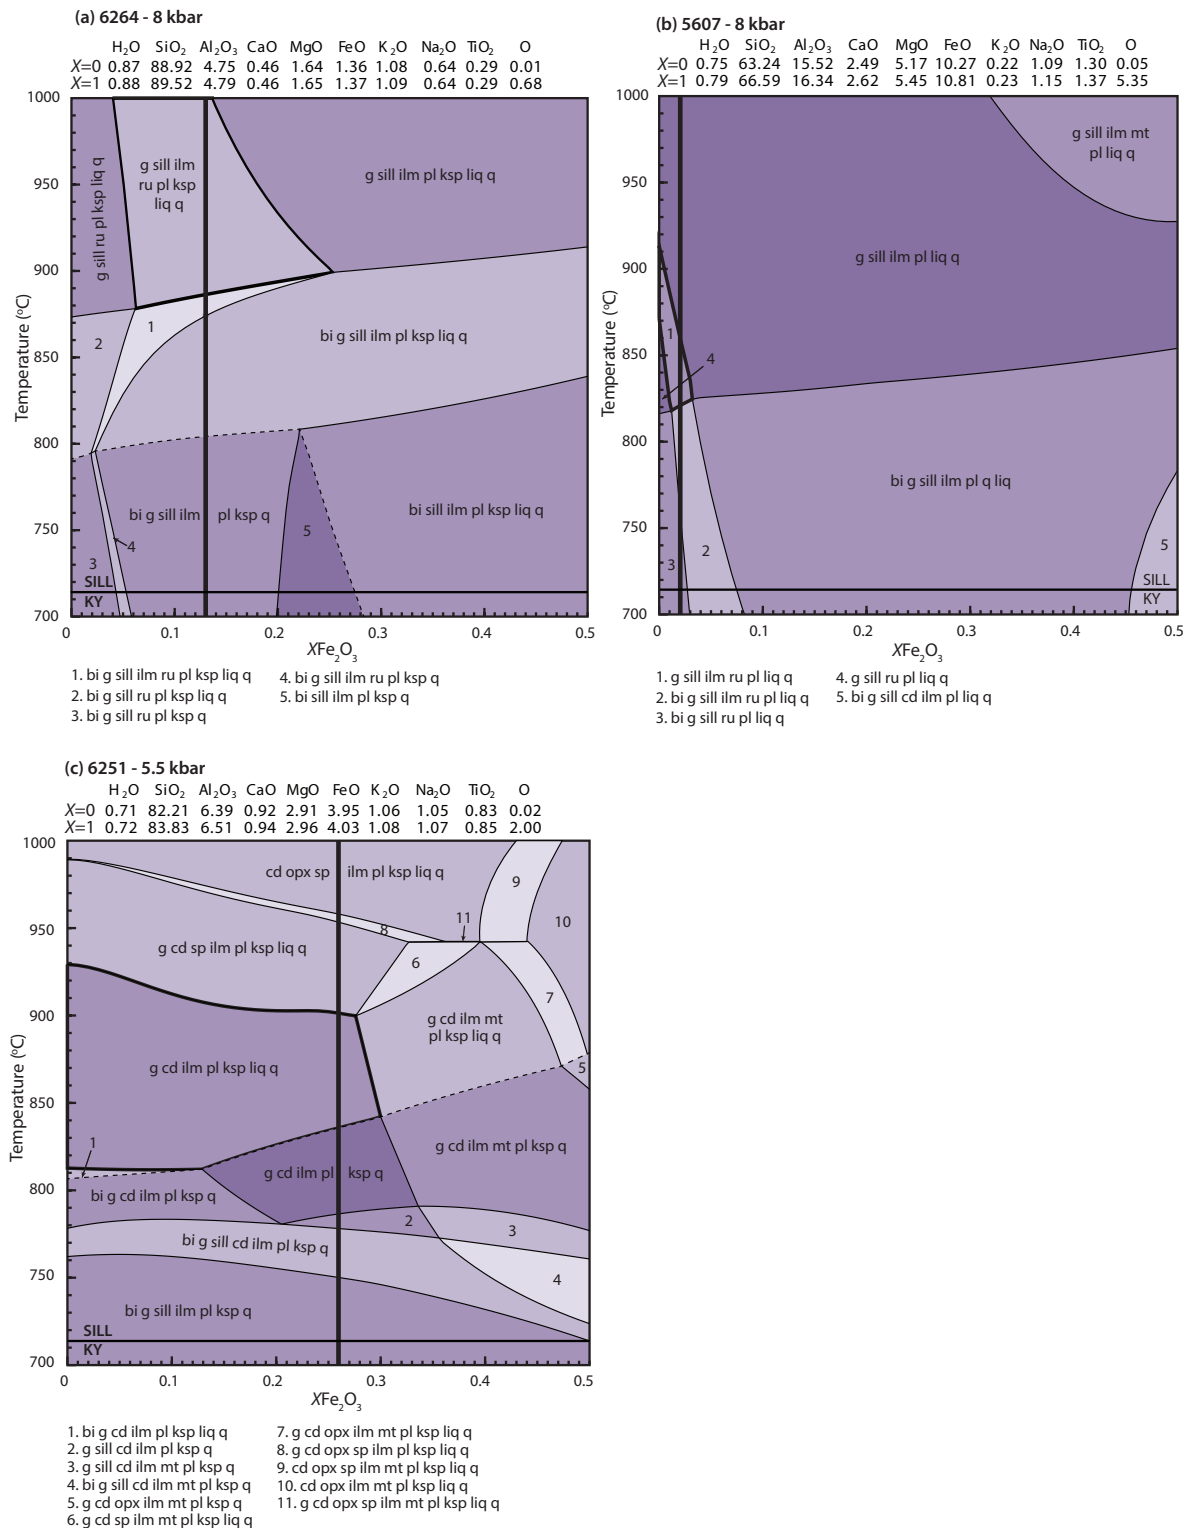 (a) 6264 - 8 kbar
H2O SiO2 Al2O3 CaO MgO FeO K2O Na2O TiO2 O
X=0 0.87 88.92 4.75 0.46 1.64 1.36 1.08 0.64 0.29 0.01
X=1 0.88 89.52 4.79 0.46 1.65 1.37 1.09 0.64 0.29 0.68
1000
950
900
850
800
750
700
Temperature (ºC)
g sill ru pl ksp liq q
g sill ilm
ru pl ksp
liq q
g sill ilm pl ksp liq q
1
2
bi g sill ilm pl ksp liq q
bi g sill ilm pl ksp q
5
bi sill ilm pl ksp liq q
4
3
SILL
KY
0 0.1 0.2 0.3 0.4 0.5
XFe2O3
1. bi g sill ilm ru pl ksp liq q
2. bi g sill ru pl ksp liq q
3. bi g sill ru pl ksp q
4. bi g sill ilm ru pl ksp q
5. bi sill ilm pl ksp q
(b) 5607 - 8 kbar
H2O SiO2 Al2O3 CaO MgO FeO K2O Na2O TiO2 O
X=0 0.75 63.24 15.52 2.49 5.17 10.27 0.22 1.09 1.30 0.05
X=1 0.79 66.59 16.34 2.62 5.45 10.81 0.23 1.15 1.37 5.35
1000
950
900
850
800
750
700
Temperature (ºC)
g sill ilm mt
pl liq q
g sill ilm pl liq q
1
4
bi g sill ilm pl q liq
2
3
5
SILL
KY
0 0.1 0.2 0.3 0.4 0.5
XFe2O3
1. g sill ilm ru pl liq q
2. bi g sill ilm ru pl liq q
3. bi g sill ru pl liq q
4. g sill ru pl liq q
5. bi g sill cd ilm pl liq q
(c) 6251 - 5.5 kbar
H2O SiO2 Al2O3 CaO MgO FeO K2O Na2O TiO2 O
X=0 0.71 82.21 6.39 0.92 2.91 3.95 1.06 1.05 0.83 0.02
X=1 0.72 83.83 6.51 0.94 2.96 4.03 1.08 1.07 0.85 2.00
1000
950
900
850
800
750
700
Temperature (ºC)
cd opx sp ilm pl ksp liq q
9
10
11
8
g cd sp ilm pl ksp liq q
6
7
g cd ilm mt
pl ksp liq q
g cd ilm pl ksp liq q
5
1
g cd ilm mt pl ksp q
g cd ilm pl ksp q
bi g cd ilm pl ksp q
2
3
bi g sill cd ilm pl ksp q
4
bi g sill ilm pl ksp q
SILL
KY
0 0.1 0.2 0.3 0.4 0.5
XFe2O3
1. bi g cd ilm pl ksp liq q
2. g sill cd ilm pl ksp q
3. g sill cd ilm mt pl ksp q
4. bi g sill cd ilm mt pl ksp q
5. g cd opx ilm mt pl ksp q
6. g cd sp ilm mt pl ksp liq q
7. g cd opx ilm mt pl ksp liq q
8. g cd opx sp ilm pl ksp liq q
9. cd opx sp ilm mt pl ksp liq q
10. cd opx ilm mt pl ksp liq q
11. g cd opx sp ilm mt pl ksp liq q